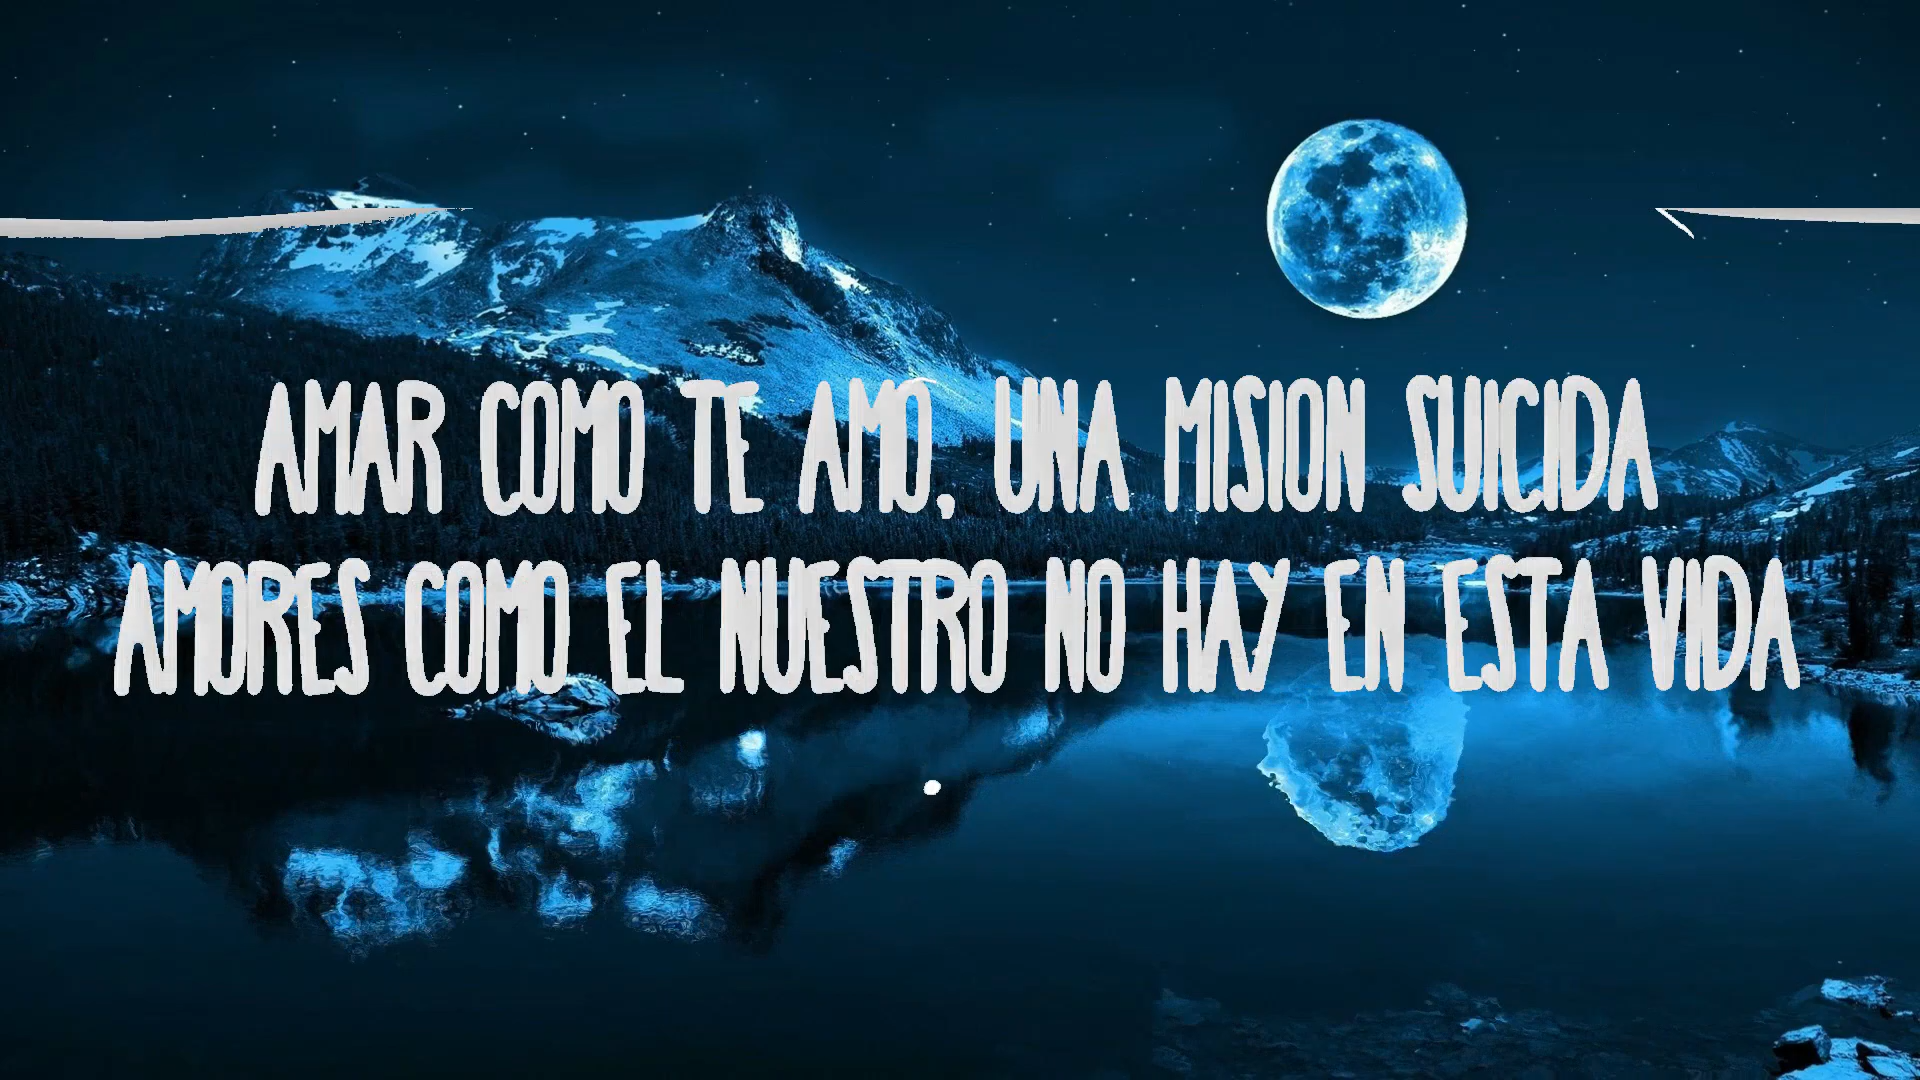 AMAR COMO TE AMO, UNA MISION SUICIDA
AMORES COMO EL NUESTRO NO HAY EN ESTA VIDA